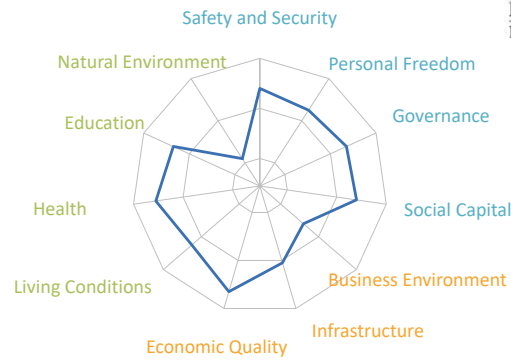 Safety and Security
Natural Environment
Personal Freedom
Education
Governance
Health
Social Capital
Living Conditions
Business Environment
Economic Quality
Infrastructure